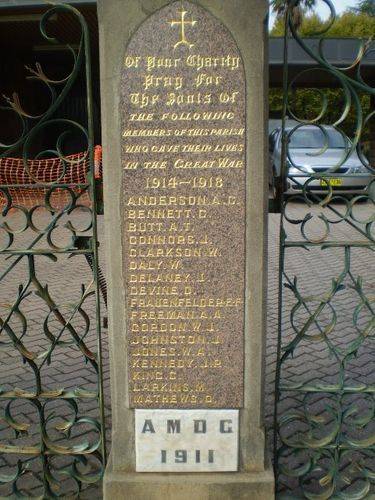 Of Your Charity
Pray For
The Souls Of
THE FOLLOWING
MEMBERS OF THIS PARISH
WHO GAVE THEIR LIVES
IN THE GREAT WAR
1914-1918
ANDERSON.A.C.
BENNETT.C.
BUTT.A.T.
CONNORS.J.
CLARKSON.W.
DALY.W.
DELANEY.J.
DEVINE.D.
FRAUENFELDER.F.F.
FREEMAN.A.A.
GORDON.W.J.
JOHNSTON.J.
JONES.W.A.
KENNEDY.J.P.
KING.C.
LARKINS.M.
MATHEWS.D.
AMDG
1911